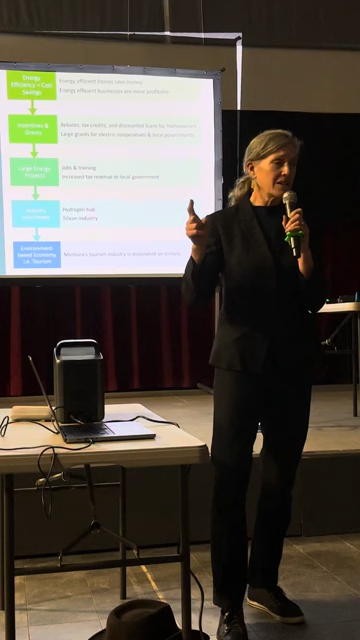 Energy
Efficiency = Cost
Savings
Energy efficient homes save money
Energy efficient businesses are more profitable
Incentives &
Grants
Rebates, tax credits, and discounted loans for homeowners
Large grants for electric cooperatives & local governments
Large Energy
Projects
Jobs & training
Increased tax revenue to local government
Industry
Hydrogen hub
industry
Environment-
based Economy
i.e. Tourism
Montana's tourism industry is dependent on